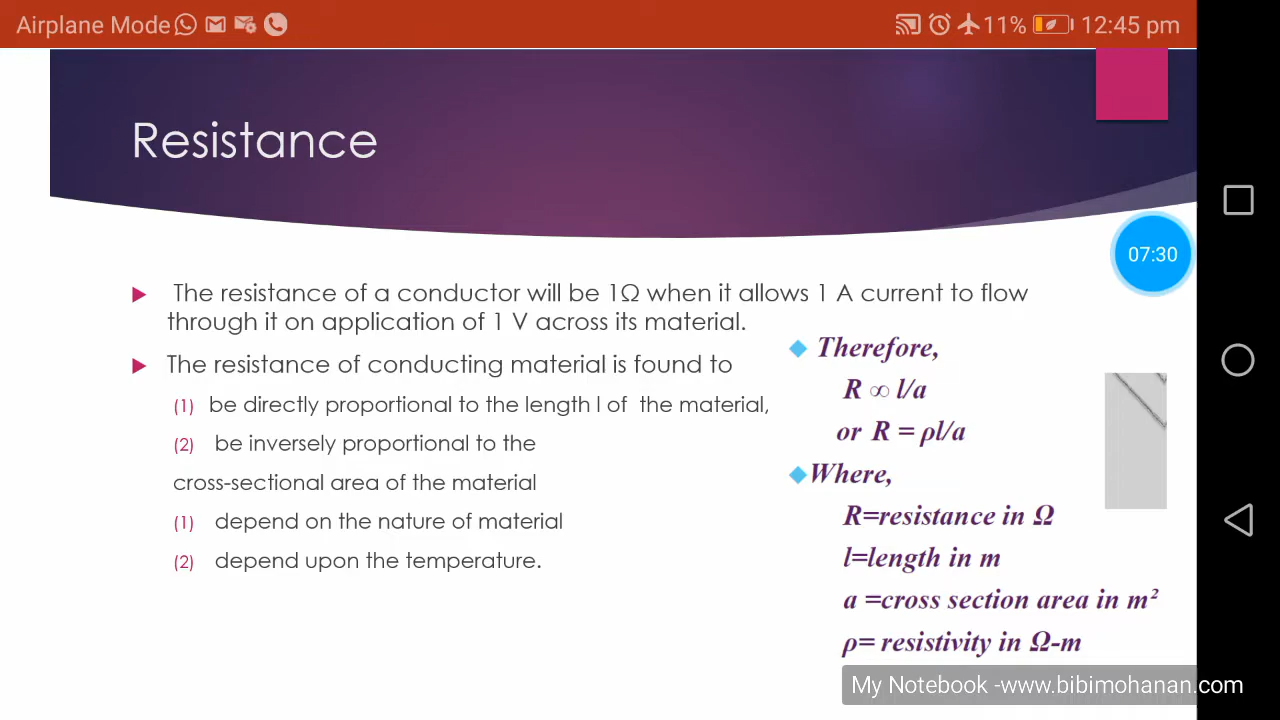 Airplane Mode
11% 12:45 pm
Resistance
07:30
The resistance of a conductor will be 1Ω when it allows 1 A current to flow
through it on application of 1 V across its material.
The resistance of conducting material is found to
(1) be directly proportional to the length l of the material,
(2) be inversely proportional to the
cross-sectional area of the material
(1) depend on the nature of material
(2) depend upon the temperature.
Therefore,
R ∞ l/a
or R = ρl/a
Where,
R=resistance in Ω
l=length in m
a =cross section area in m²
ρ= resistivity in Ω-m
My Notebook -www.bibimohanan.com